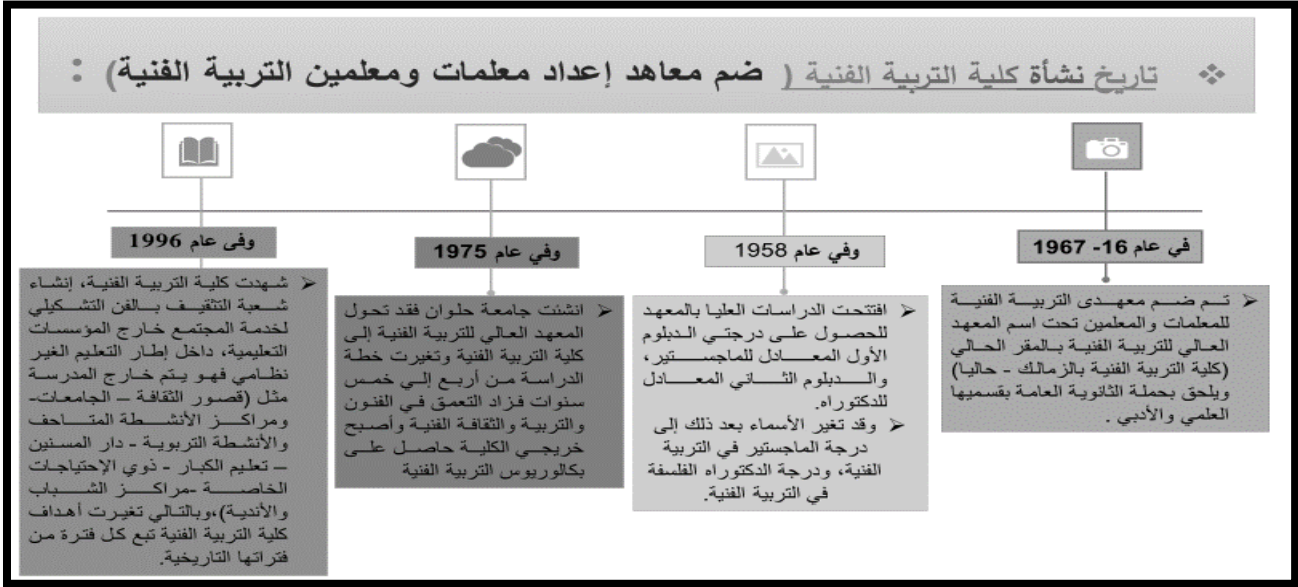 ❖ تاريخ نشأة كلية التربية الفنية ( ضم معاهد إعداد معلمات ومعلمين التربية الفنية) :
في عام 16- 1967
➢ تم ضم معهدى التربية الفنية
للمعلمات والمعلمين تحت اسم المعهد
العالي للتربية الفنية بالمقر الحالي
(كلية التربية الفنية بالزمالك - حاليا)
ويلحق بحملة الثانوية العامة بقسميها
العلمي والأدبي .
وفي عام 1958
➢ افتتحت الدراسات العليا بالمعهد
للحصول على درجتي الدبلوم
الأول المعادل للماجستير،
والدبلوم الثاني المعادل
للدكتوراه.
➢ وقد تغير الأسماء بعد ذلك إلى
درجة الماجستير في التربية
الفنية، ودرجة الدكتوراه الفلسفة
في التربية الفنية.
وفي عام 1975
➢ انشئت جامعة حلوان فقد تحول
المعهد العالي للتربية الفنية إلى
كلية التربية الفنية وتغيرت خطة
الدراسة من أربع إلي خمس
سنوات فزاد التعمق في الفنون
والتربية والثقافة الفنية وأصبح
خريجي الكلية حاصل على
بكالوريوس التربية الفنية
وفى عام 1996
➢ شهدت كلية التربية الفنية، إنشاء
شعبة التثقيف بالفن التشكيلي
لخدمة المجتمع خارج المؤسسات
التعليمية، داخل إطار التعليم الغير
نظامي فهو يتم خارج المدرسة
مثل (قصور الثقافة – الجامعات-
ومراكز الأنشطة المتاحف
والأنشطة التربوية - دار المسنين
– تعليم الكبار - ذوي الإحتياجات
الخاصة -مراكز الشباب
والأندية)،وبالتالي تغيرت أهداف
كلية التربية الفنية تبع كل فترة من
فتراتها التاريخية.